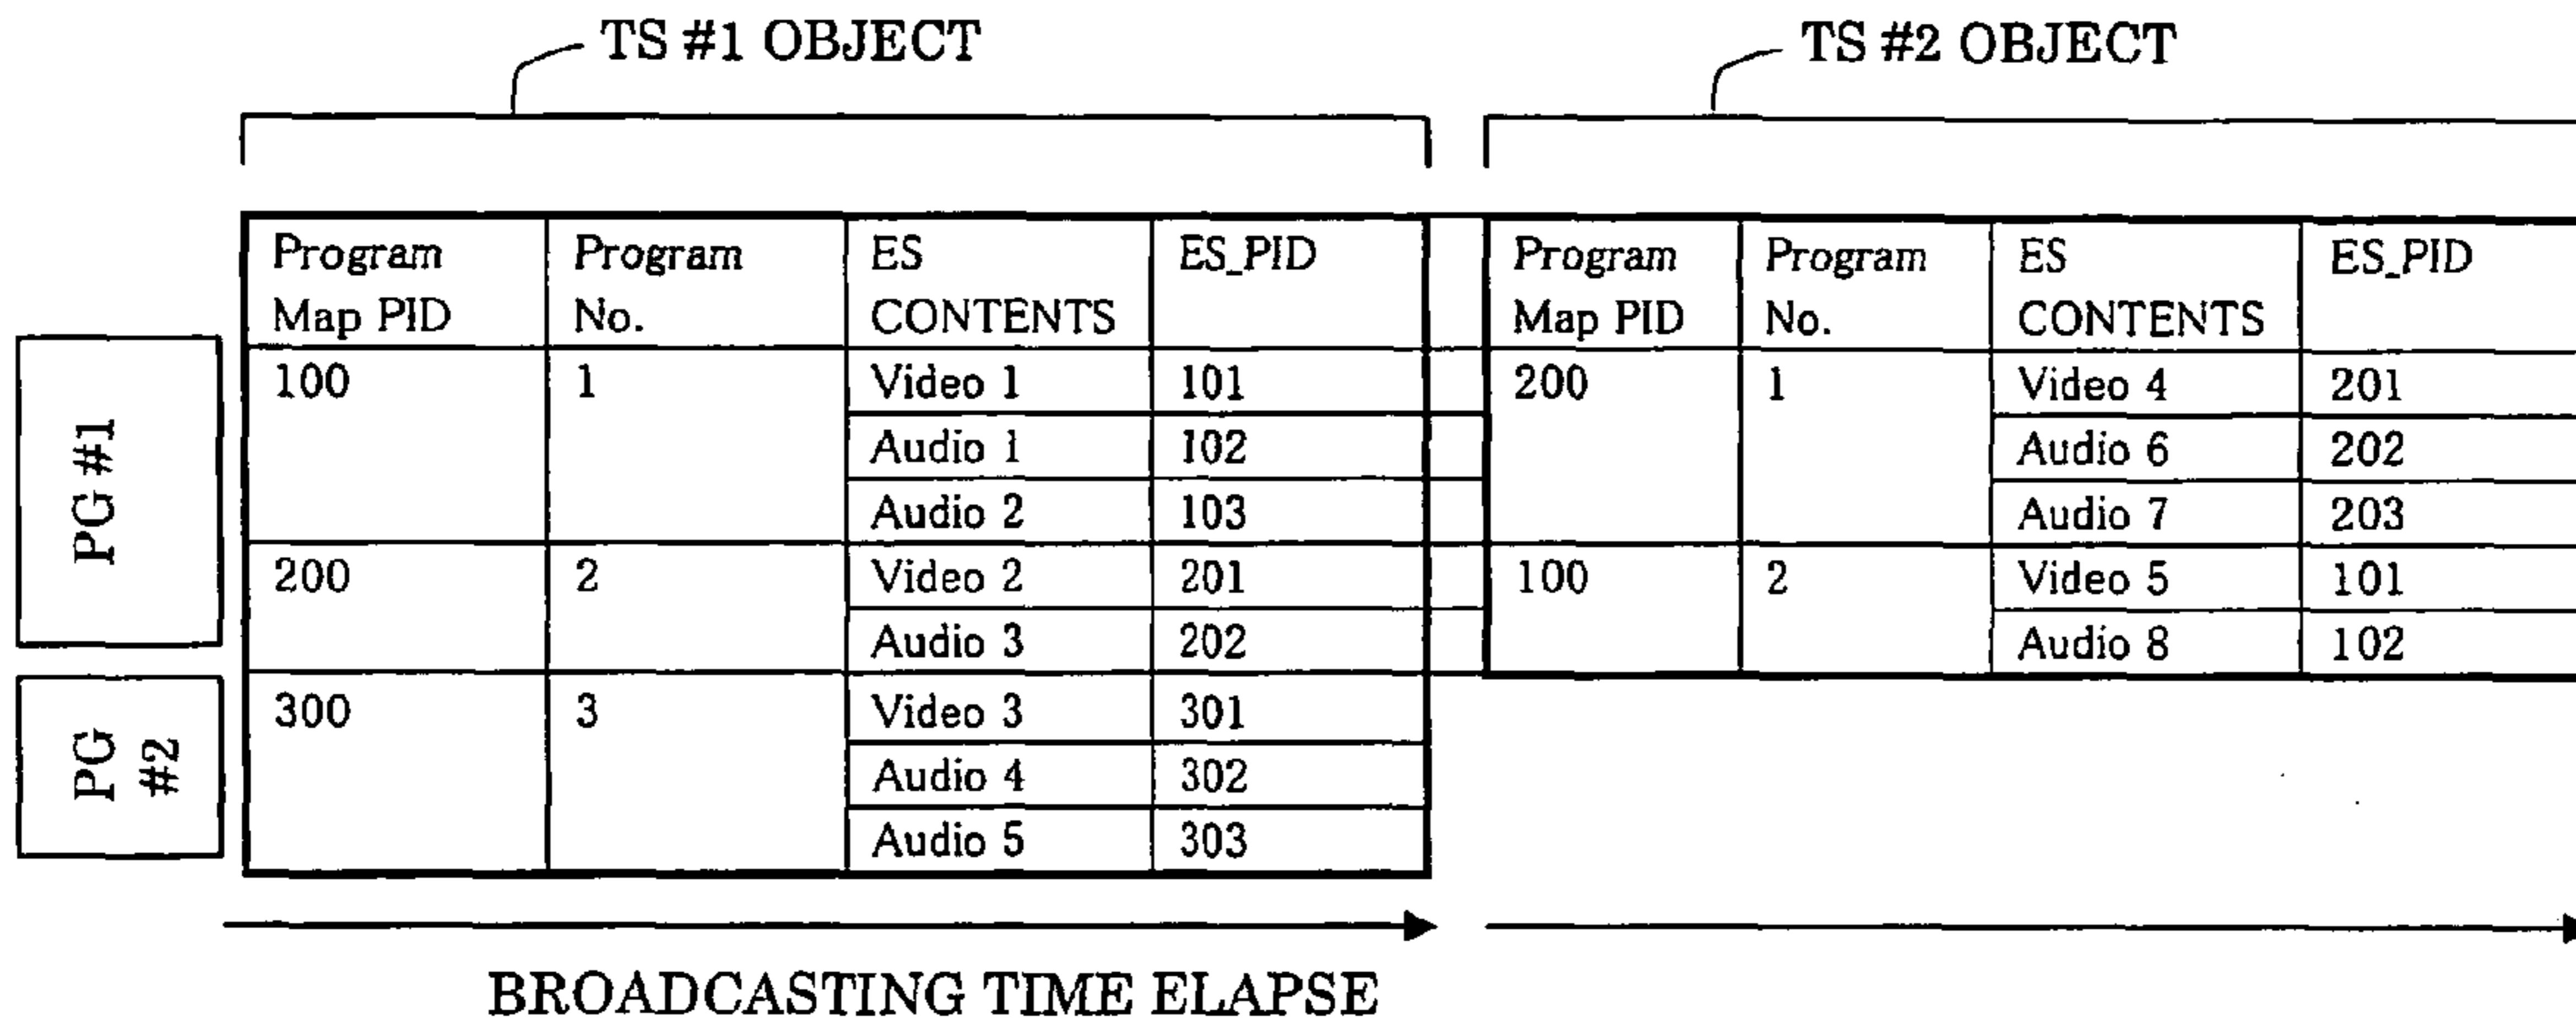 TS #1 OBJECT
TS #2 OBJECT
Program Map PID
Program No.
ES CONTENTS
ES_PID
Program Map PID
Program No.
ES CONTENTS
ES_PID
PG #1
PG #2
100 1 Video 1 101 200 1 Video 4 201
Audio 1 102 Audio 6 202
Audio 2 103 Audio 7 203
200 2 Video 2 201 100 2 Video 5 101
Audio 3 202 Audio 8 102
300 3 Video 3 301
Audio 4 302
Audio 5 303
BROADCASTING TIME ELAPSE